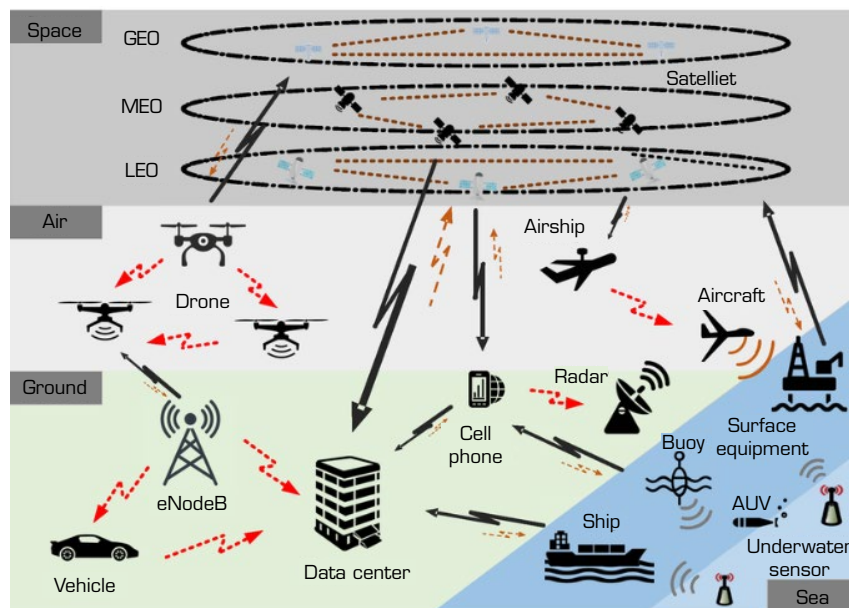 Space
GEO
Satelliet
MEO
LEO
Air
Airship
Drone
Aircraft
Ground
Radar
Cell
phone
Surface
equipment
Buoy
eNodeB
AUV
Ship
Underwater
sensor
Vehicle
Data center
Sea